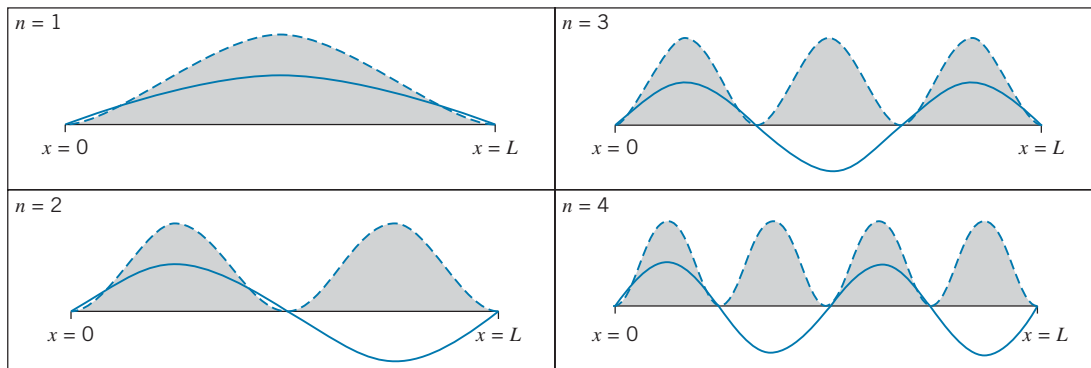 n = 1
x = 0
x = L
n = 3
x = 0
x = L
n = 2
x = 0
x = L
n = 4
x = 0
x = L